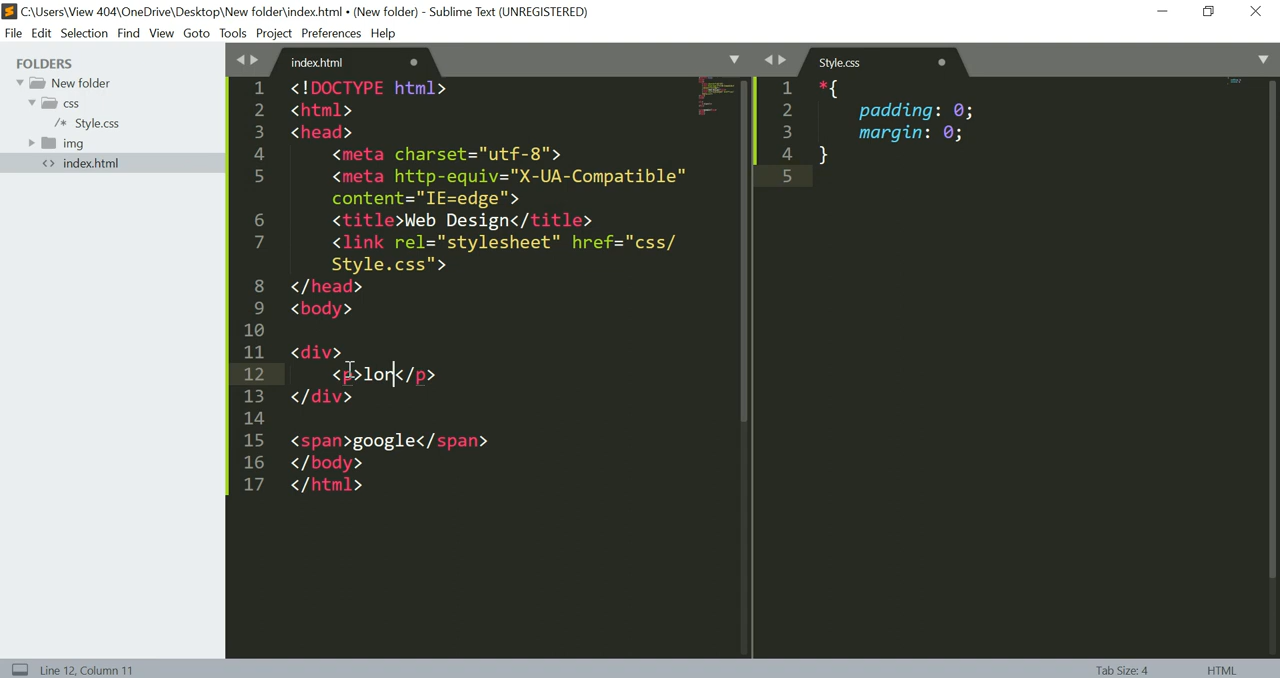 C:\Users\View 404\OneDrive\Desktop\New folder\index.html • (New folder) - Sublime Text (UNREGISTERED)
File Edit Selection Find View Goto Tools Project Preferences Help
FOLDERS
New folder
css
/* Style.css
img
<> index.html
index.html
1 <!DOCTYPE html>
2 <html>
3 <head>
4 <meta charset="utf-8">
5 <meta http-equiv="X-UA-Compatible"
content="IE=edge">
6 <title>Web Design</title>
7 <link rel="stylesheet" href="css/
Style.css">
8 </head>
9 <body>
10
11 <div>
12 <p>lor</p>
13 </div>
14
15 <span>google</span>
16 </body>
17 </html>
Style.css
1 *{
2 padding: 0;
3 margin: 0;
4 }
5
Line 12, Column 11
Tab Size: 4
HTML